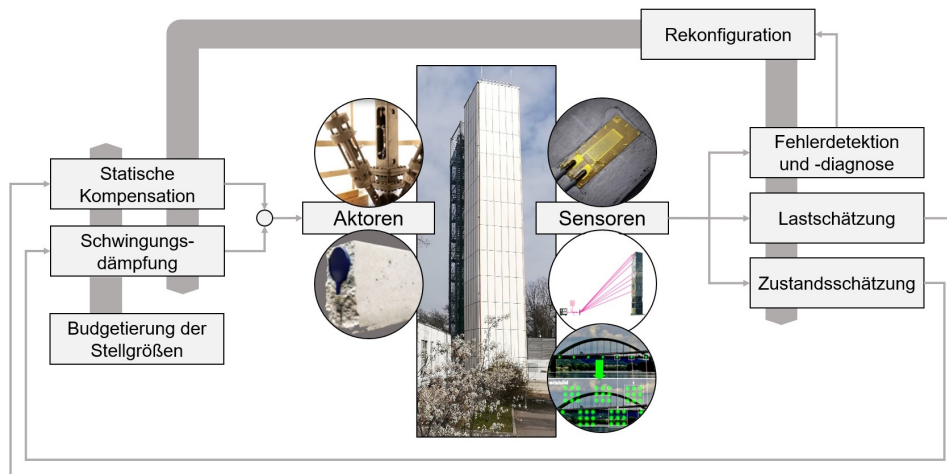 Rekonfiguration
Statische
Kompensation
Schwingungs-
dämpfung
Budgetierung der
Stellgrößen
Aktoren
Sensoren
Fehlerdetektion
und -diagnose
Lastschätzung
Zustandsschätzung